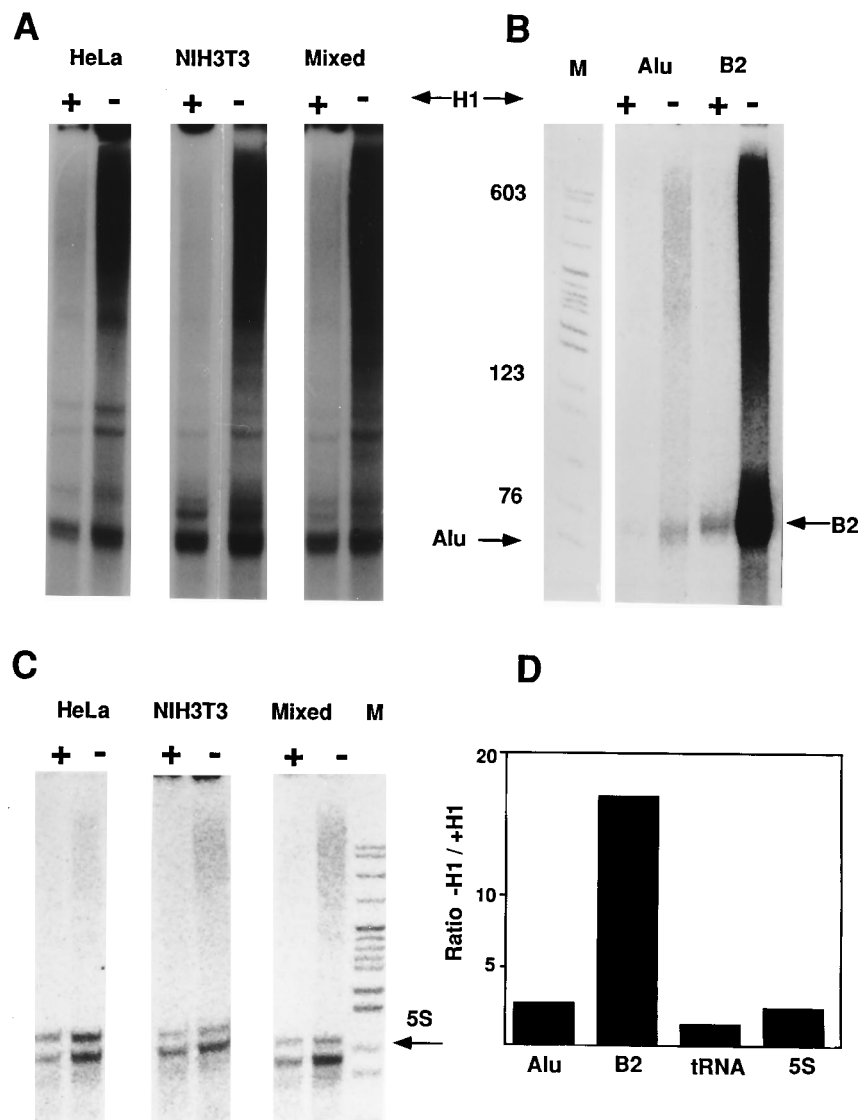 A
HeLa NIH3T3 Mixed
+ - + - + -
H1
B
M Alu B2
+ - + -
603
123
76
Alu
B2
C
HeLa NIH3T3 Mixed M
+ - + - + -
5S
D
20
10
5
Ratio -H1 / +H1
Alu B2 tRNA 5S